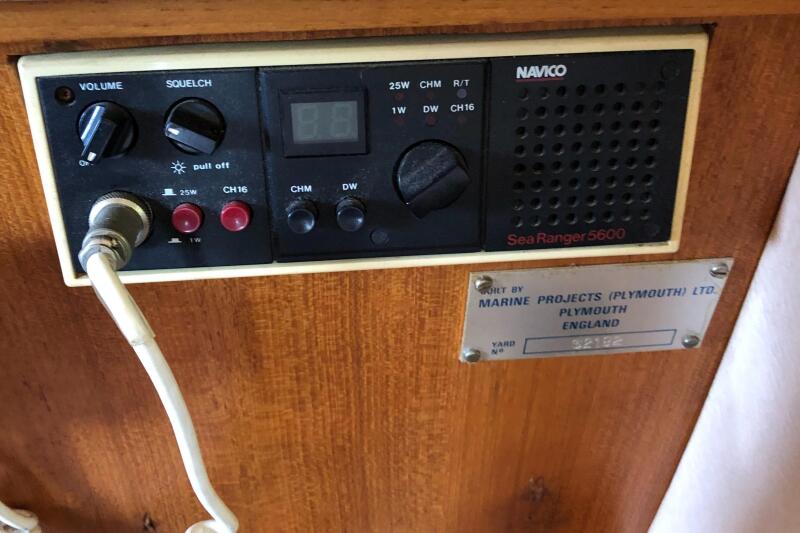 VOLUME
SQUELCH
pull off
25W CH16
1W
25W CHM R/T
1W DW CH16
CHM DW
NAVICO
Sea Ranger 5600
BUILT BY
MARINE PROJECTS (PLYMOUTH) LTD.
PLYMOUTH
ENGLAND
YARD
Nº